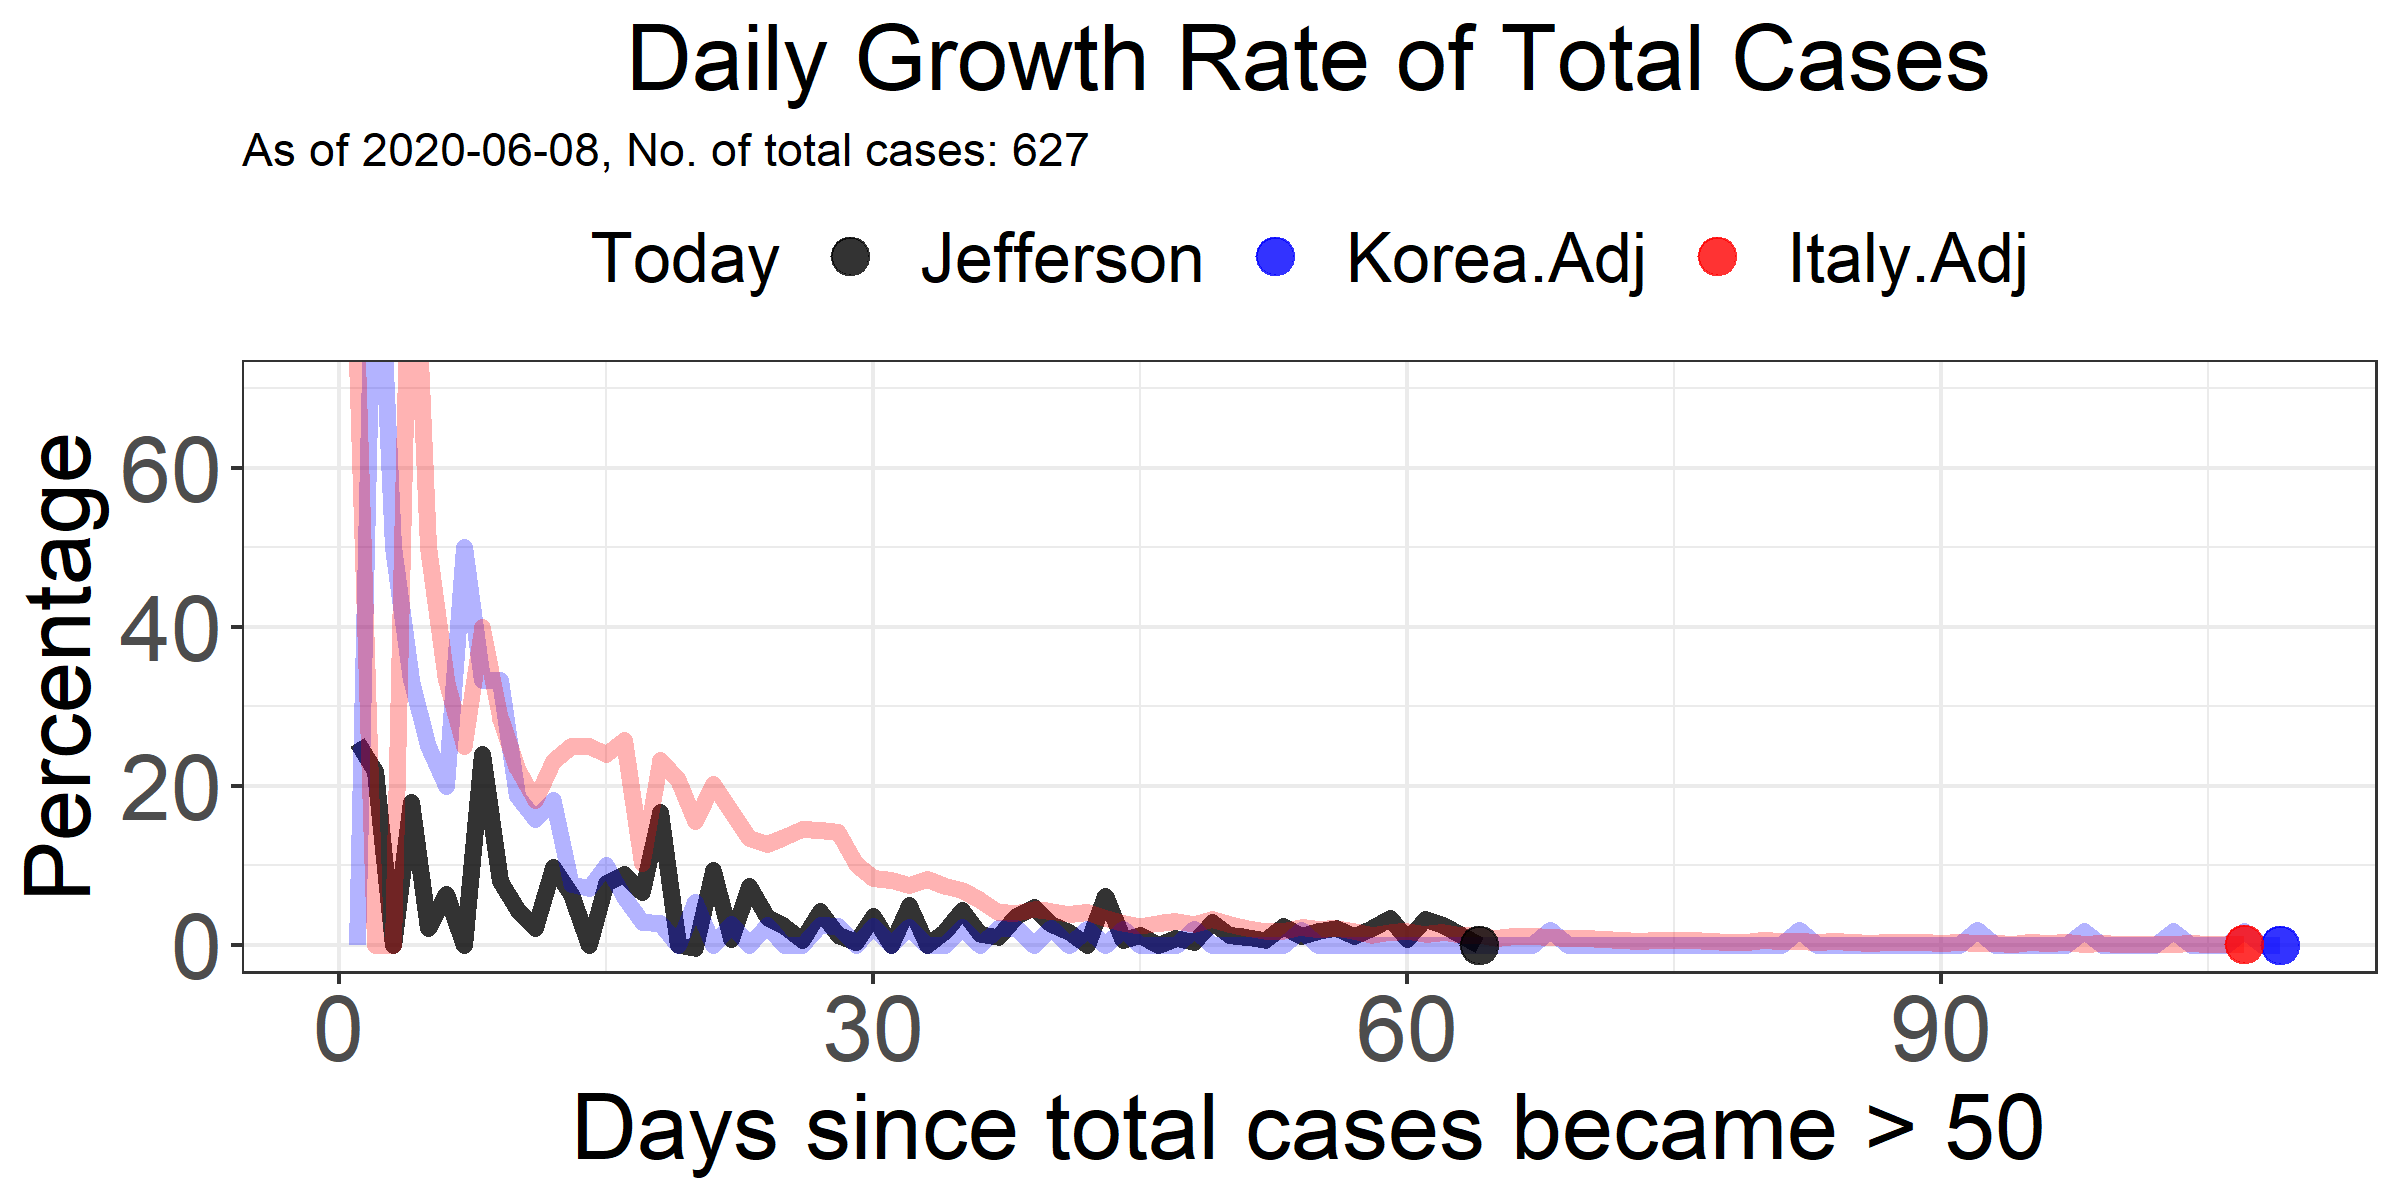 Daily Growth Rate of Total Cases
As of 2020-06-08, No. of total cases: 627
Today Jefferson Korea.Adj Italy.Adj
Percentage
60
40
20
0
0 30 60 90
Days since total cases became > 50